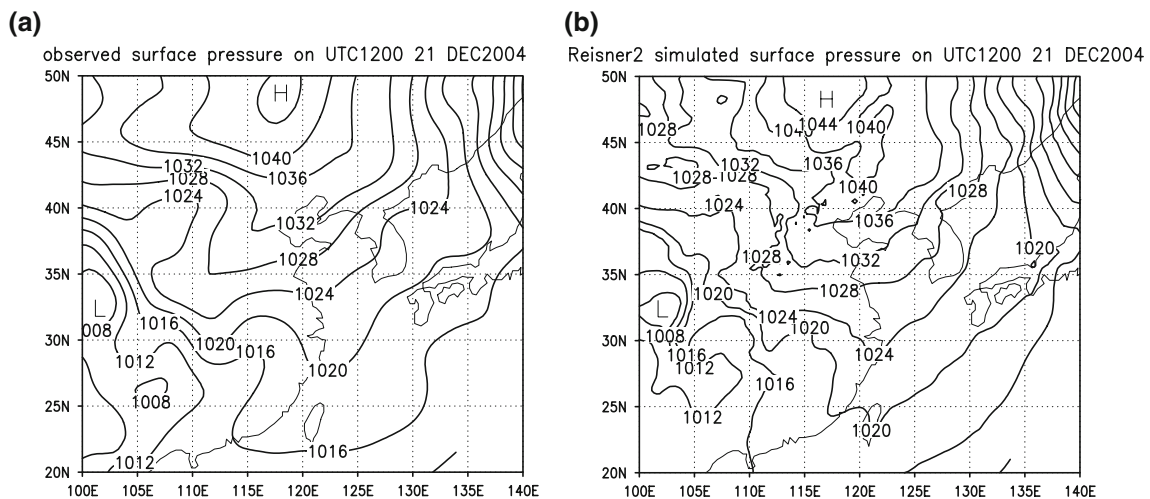 (a)
observed surface pressure on UTC1200 21 DEC2004
50N
45N
40N
35N
30N
25N
20N
100E 105E 110E 115E 120E 125E 130E 135E 140E
H
1040
1036
1032
1028
1024
1032
1024
1028
1024
L
008
1016
1012
1020
1016
1020
1008
1016
1012
(b)
Reisner2 simulated surface pressure on UTC1200 21 DEC2004
50N
45N
40N
35N
30N
25N
20N
100E 105E 110E 115E 120E 125E 130E 135E 140E
H
1028
1044
1040
1032
1036
1028
1028
1040
1028
1024
1036
1020
1028
1032
1020
1028
L
1008
1024
1020
1016
1012
1024
1016
1012
1020